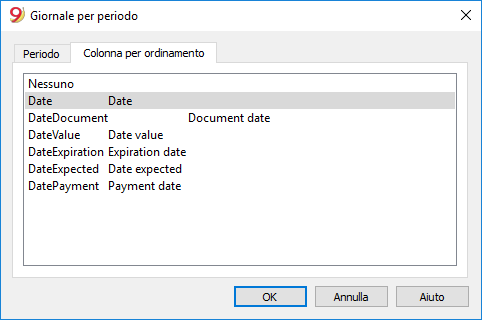 9 Giornale per periodo
Periodo Colonna per ordinamento
Nessuno
Date Date
DateDocument Document date
DateValue Date value
DateExpiration Expiration date
DateExpected Date expected
DatePayment Payment date
OK Annulla Aiuto